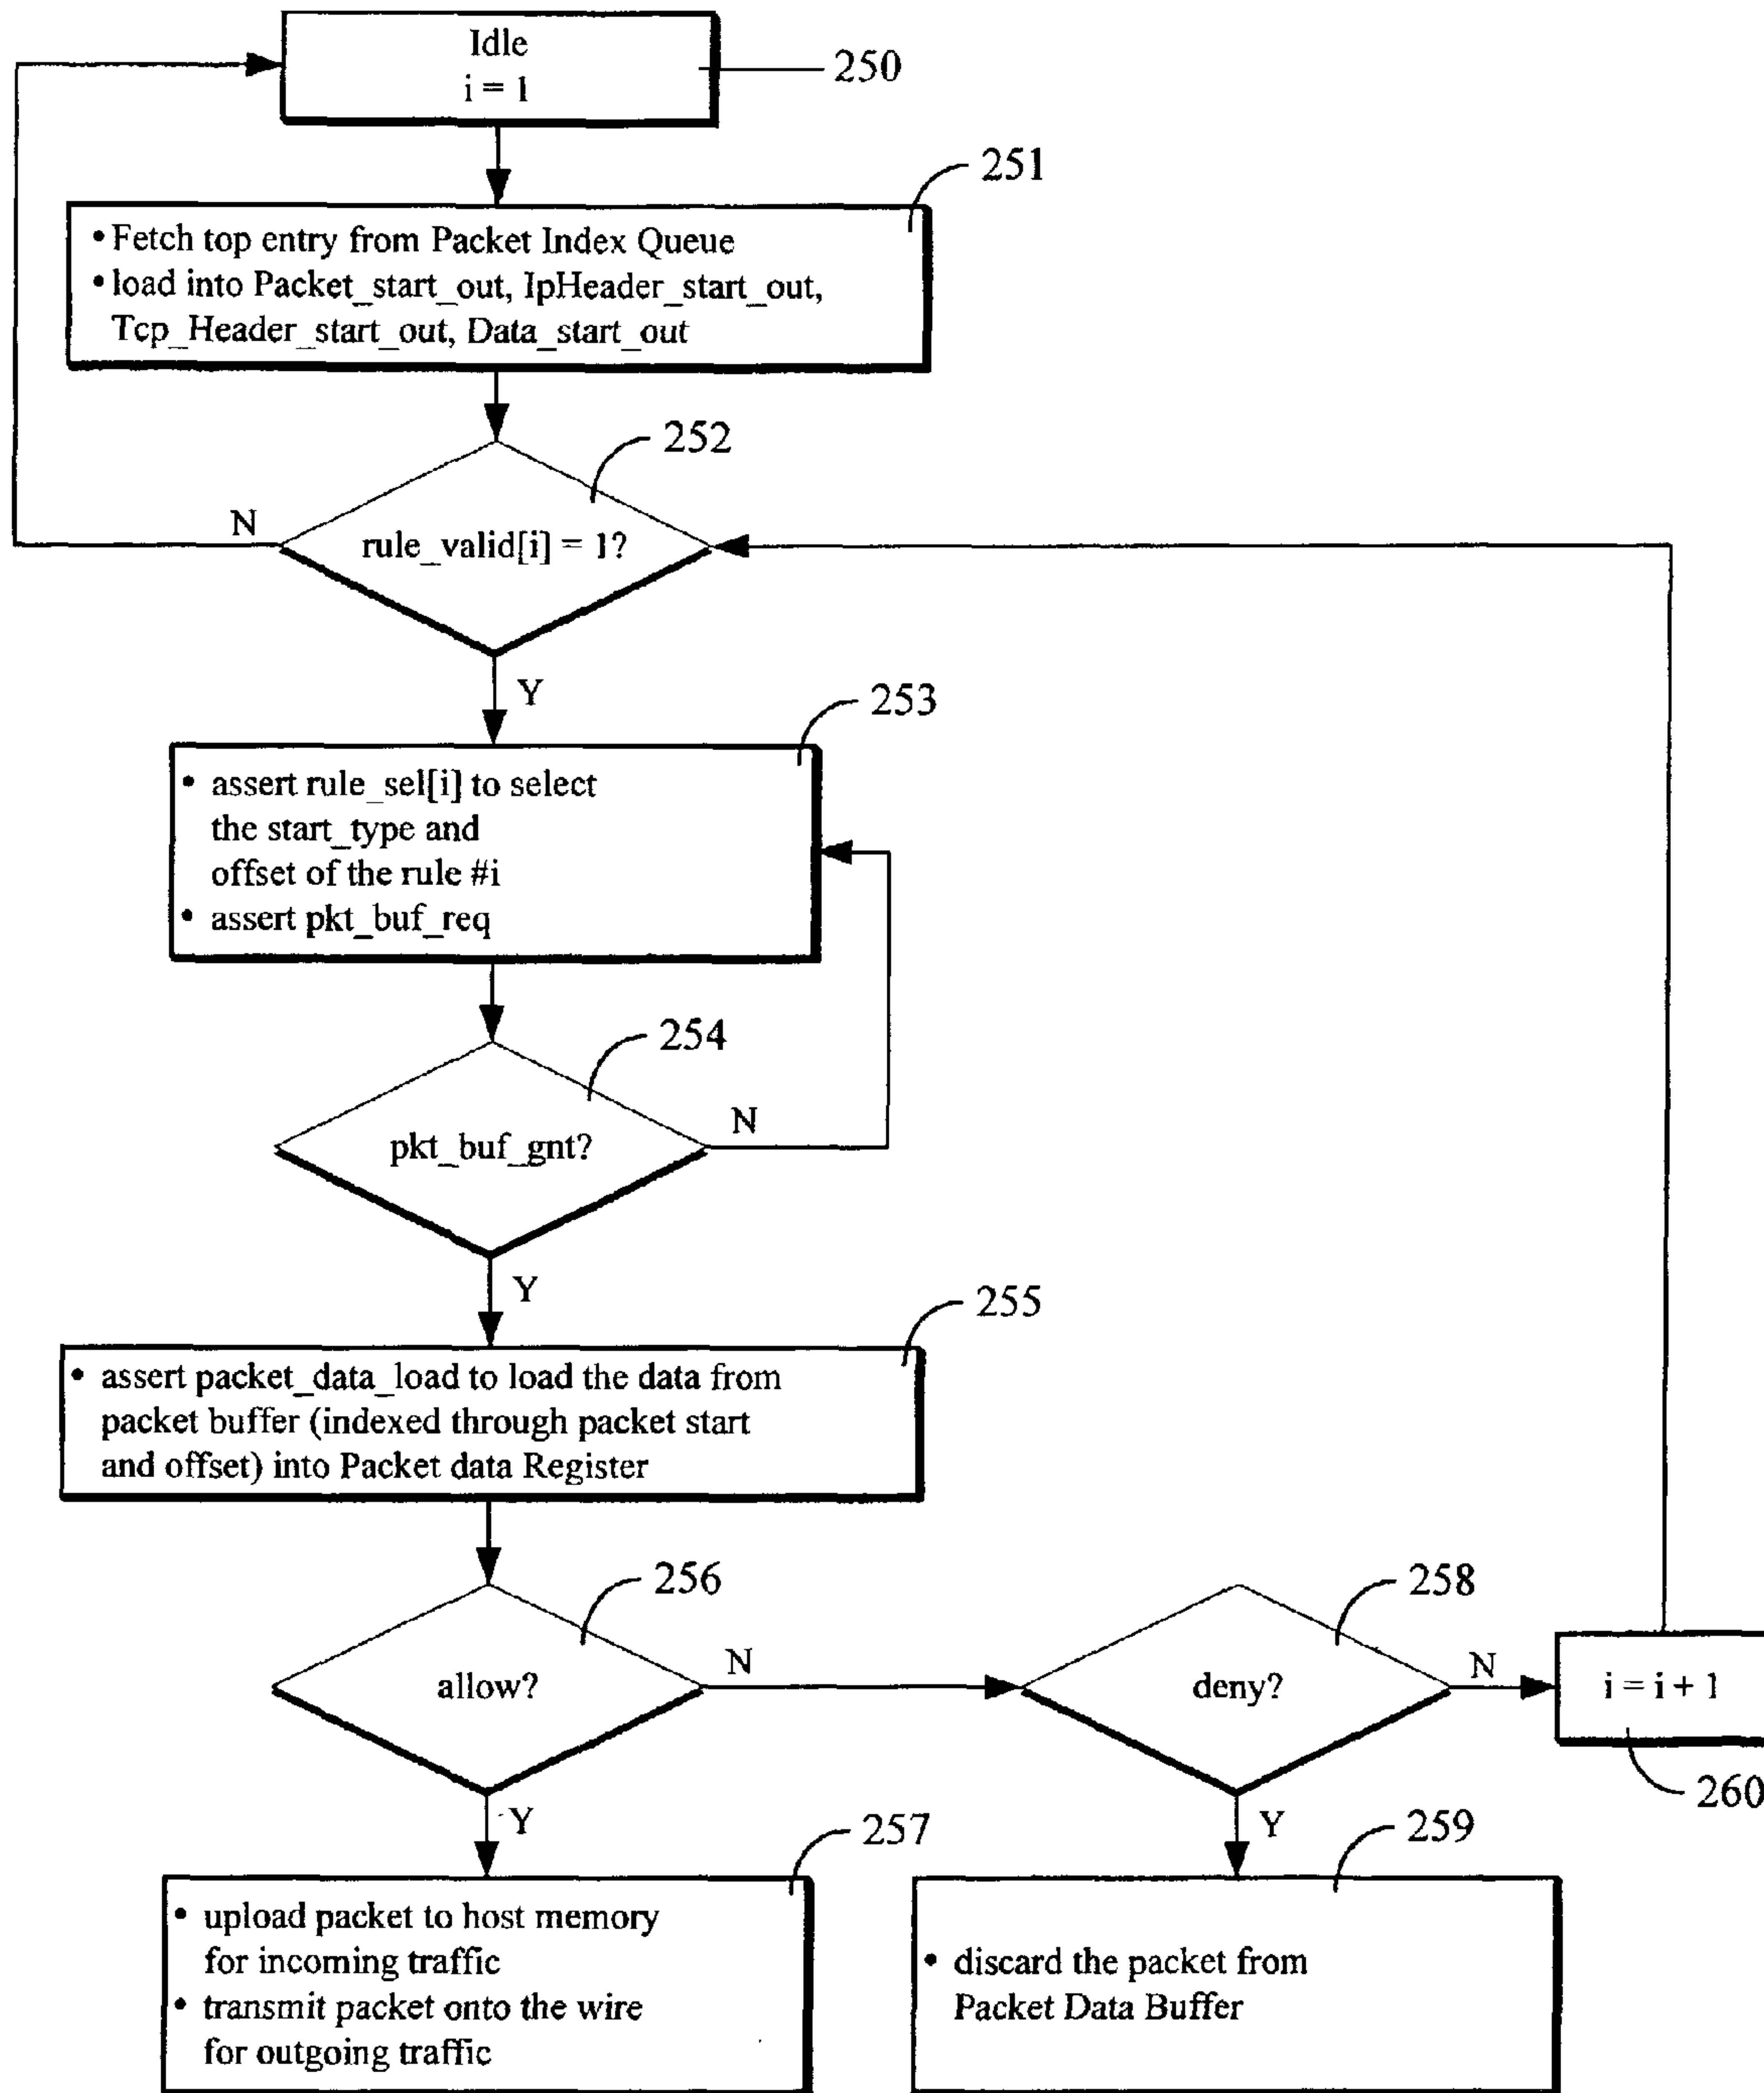 Idle
i = 1
250
251
• Fetch top entry from Packet Index Queue
• load into Packet_start_out, IpHeader_start_out,
Tcp_Header_start_out, Data_start_out
252
N
rule_valid[i] = 1?
Y
253
• assert rule_sel[i] to select
the start_type and
offset of the rule #i
• assert pkt_buf_req
254
N
pkt_buf_gnt?
Y
255
• assert packet_data_load to load the data from
packet buffer (indexed through packet start
and offset) into Packet data Register
256
258
allow?
N
deny?
N
i = i + 1
260
Y
257
Y
259
• upload packet to host memory
for incoming traffic
• transmit packet onto the wire
for outgoing traffic
• discard the packet from
Packet Data Buffer